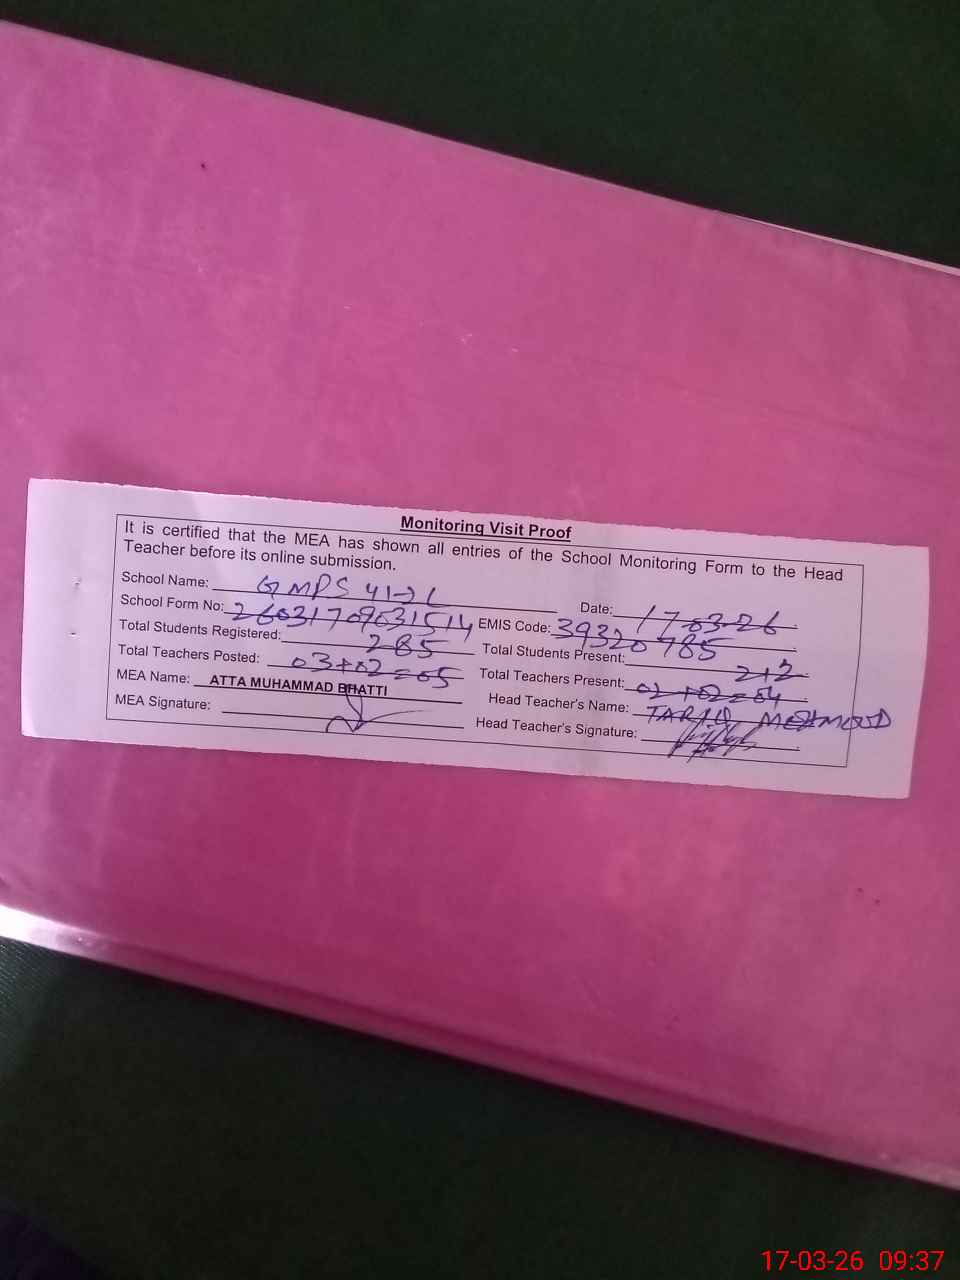 Monitoring Visit Proof
It is certified that the MEA has shown all entries of the School Monitoring Form to the Head
Teacher before its online submission.
School Name: GMPS 41-2L Date: 17-03-26
School Form No: 26031709031514 EMIS Code: 39320785
Total Students Registered: 285 Total Students Present: 212
Total Teachers Posted: 03+02=05 Total Teachers Present: 02+02=04
MEA Name: ATTA MUHAMMAD BHATTI Head Teacher's Name: TARIQ MEHMOOD
MEA Signature: Head Teacher's Signature:
17-03-26 09:37